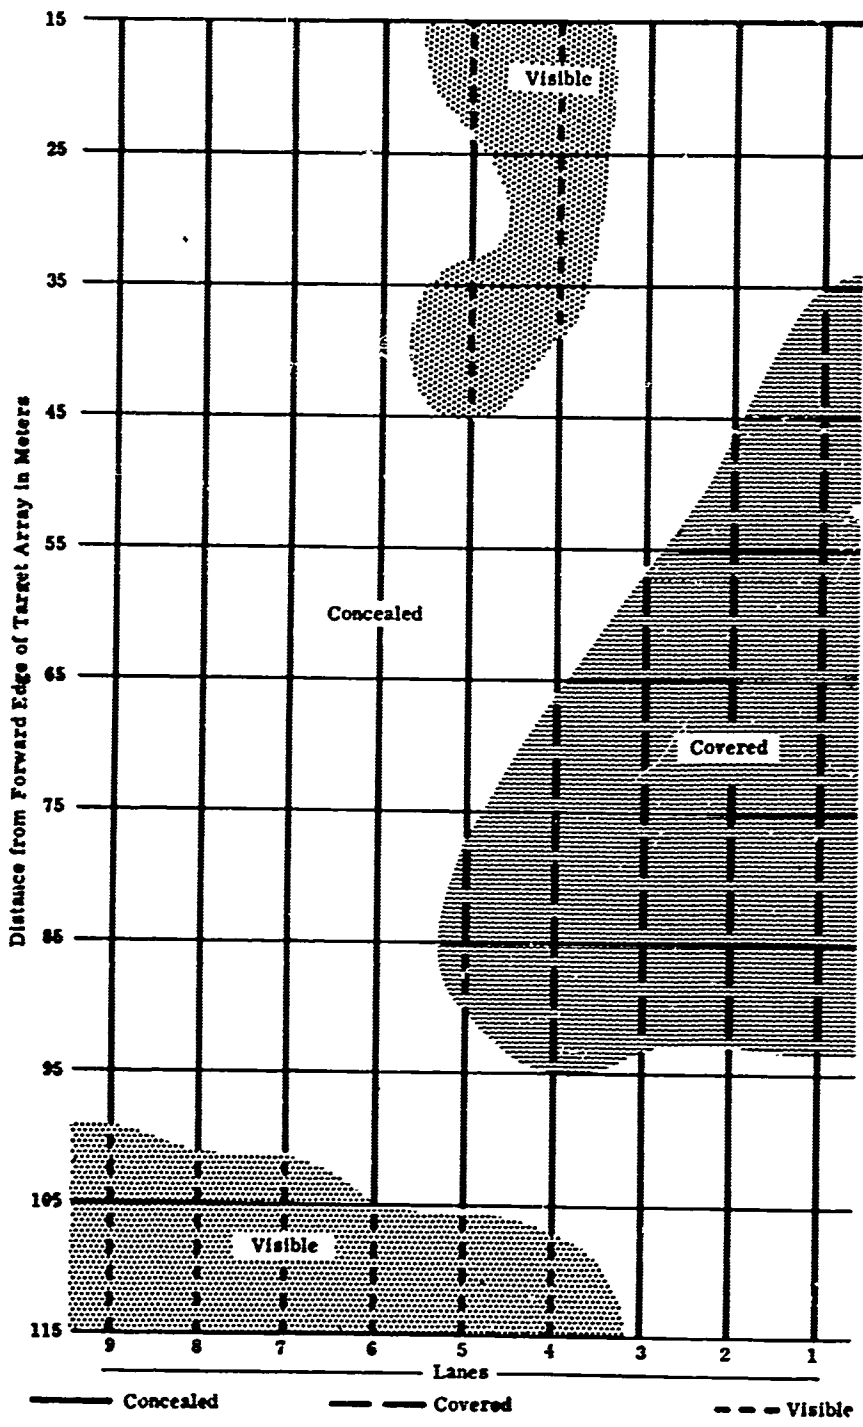 15
Visible
25
35
45
55
Concealed
65
Covered
75
85
95
105
Visible
115
Distance from Forward Edge of Target Array in Meters
9 8 7 6 5 4 3 2 1
Lanes
Concealed Covered Visible